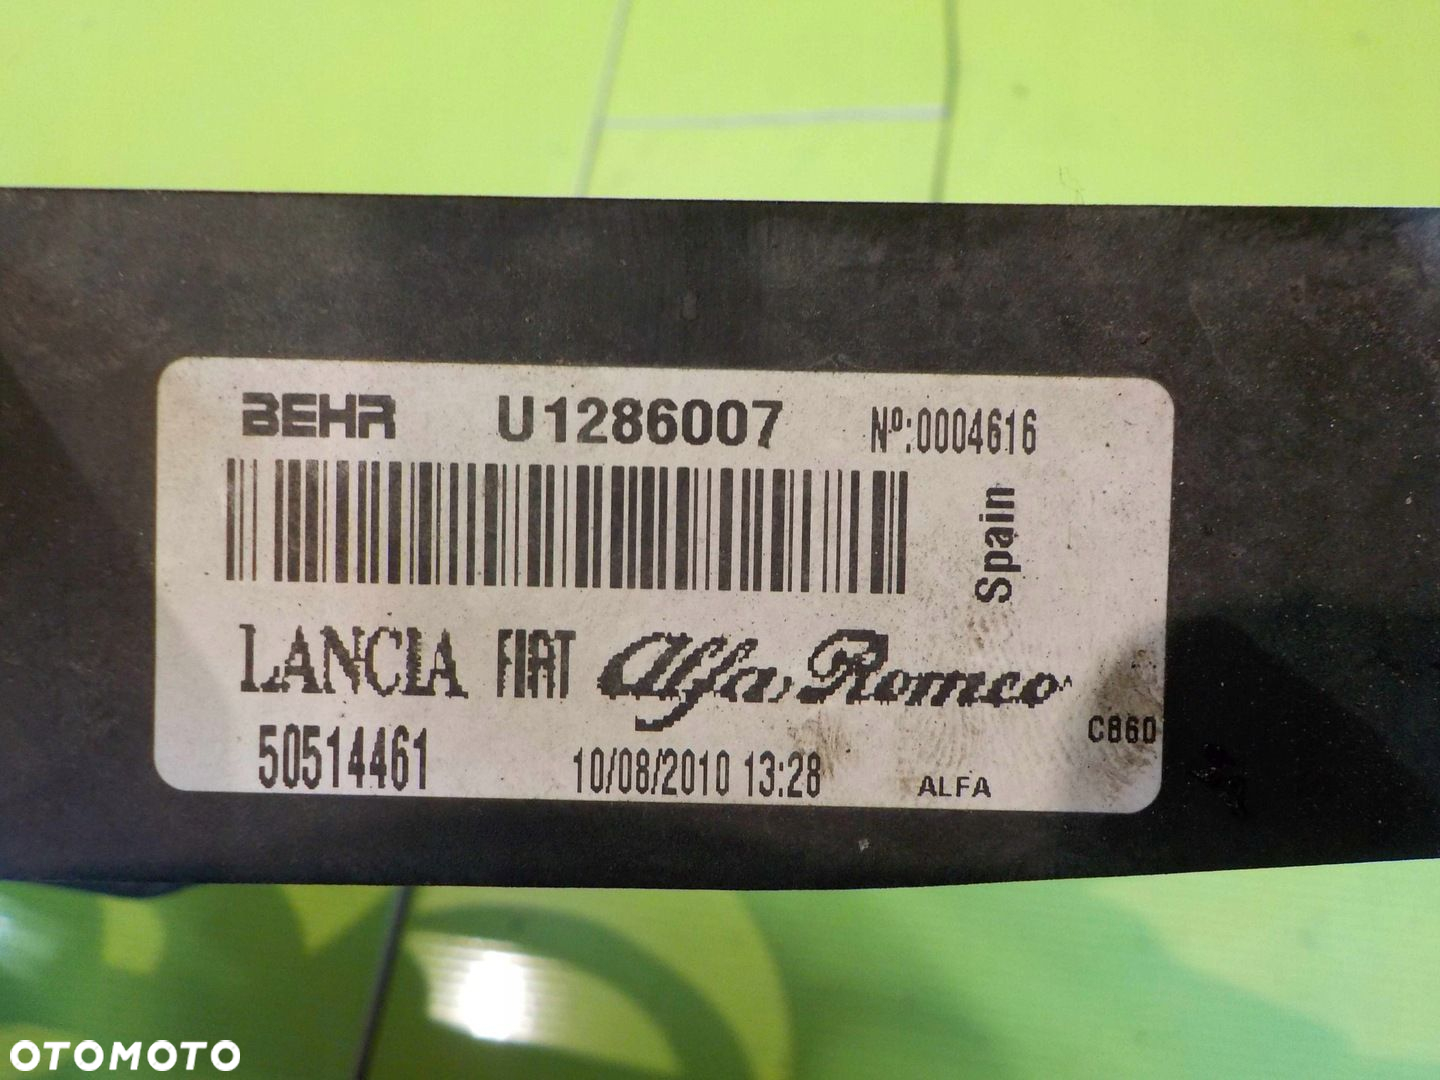 BEHR U1286007 Nº:0004616
Spain
LANCIA FIAT Alfa Romeo
C860
50514461 10/08/2010 13:28 ALFA
OTOMOTO